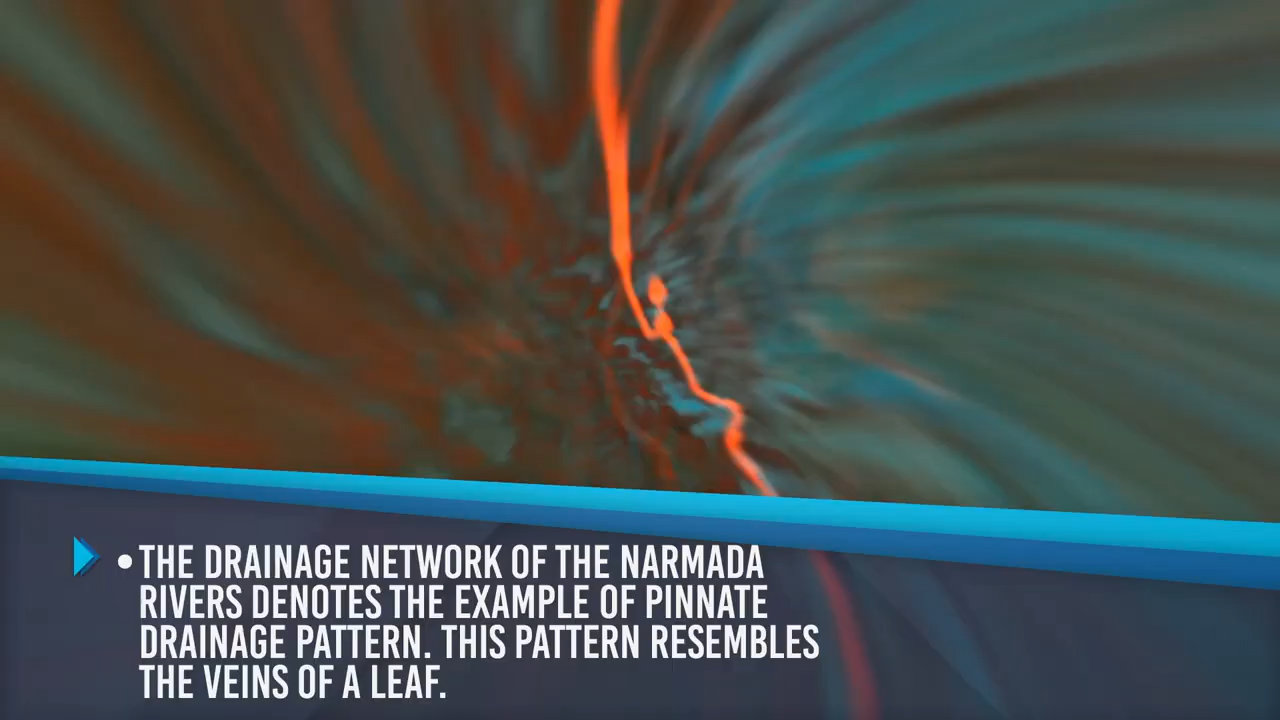 • THE DRAINAGE NETWORK OF THE NARMADA
RIVERS DENOTES THE EXAMPLE OF PINNATE
DRAINAGE PATTERN. THIS PATTERN RESEMBLES
THE VEINS OF A LEAF.